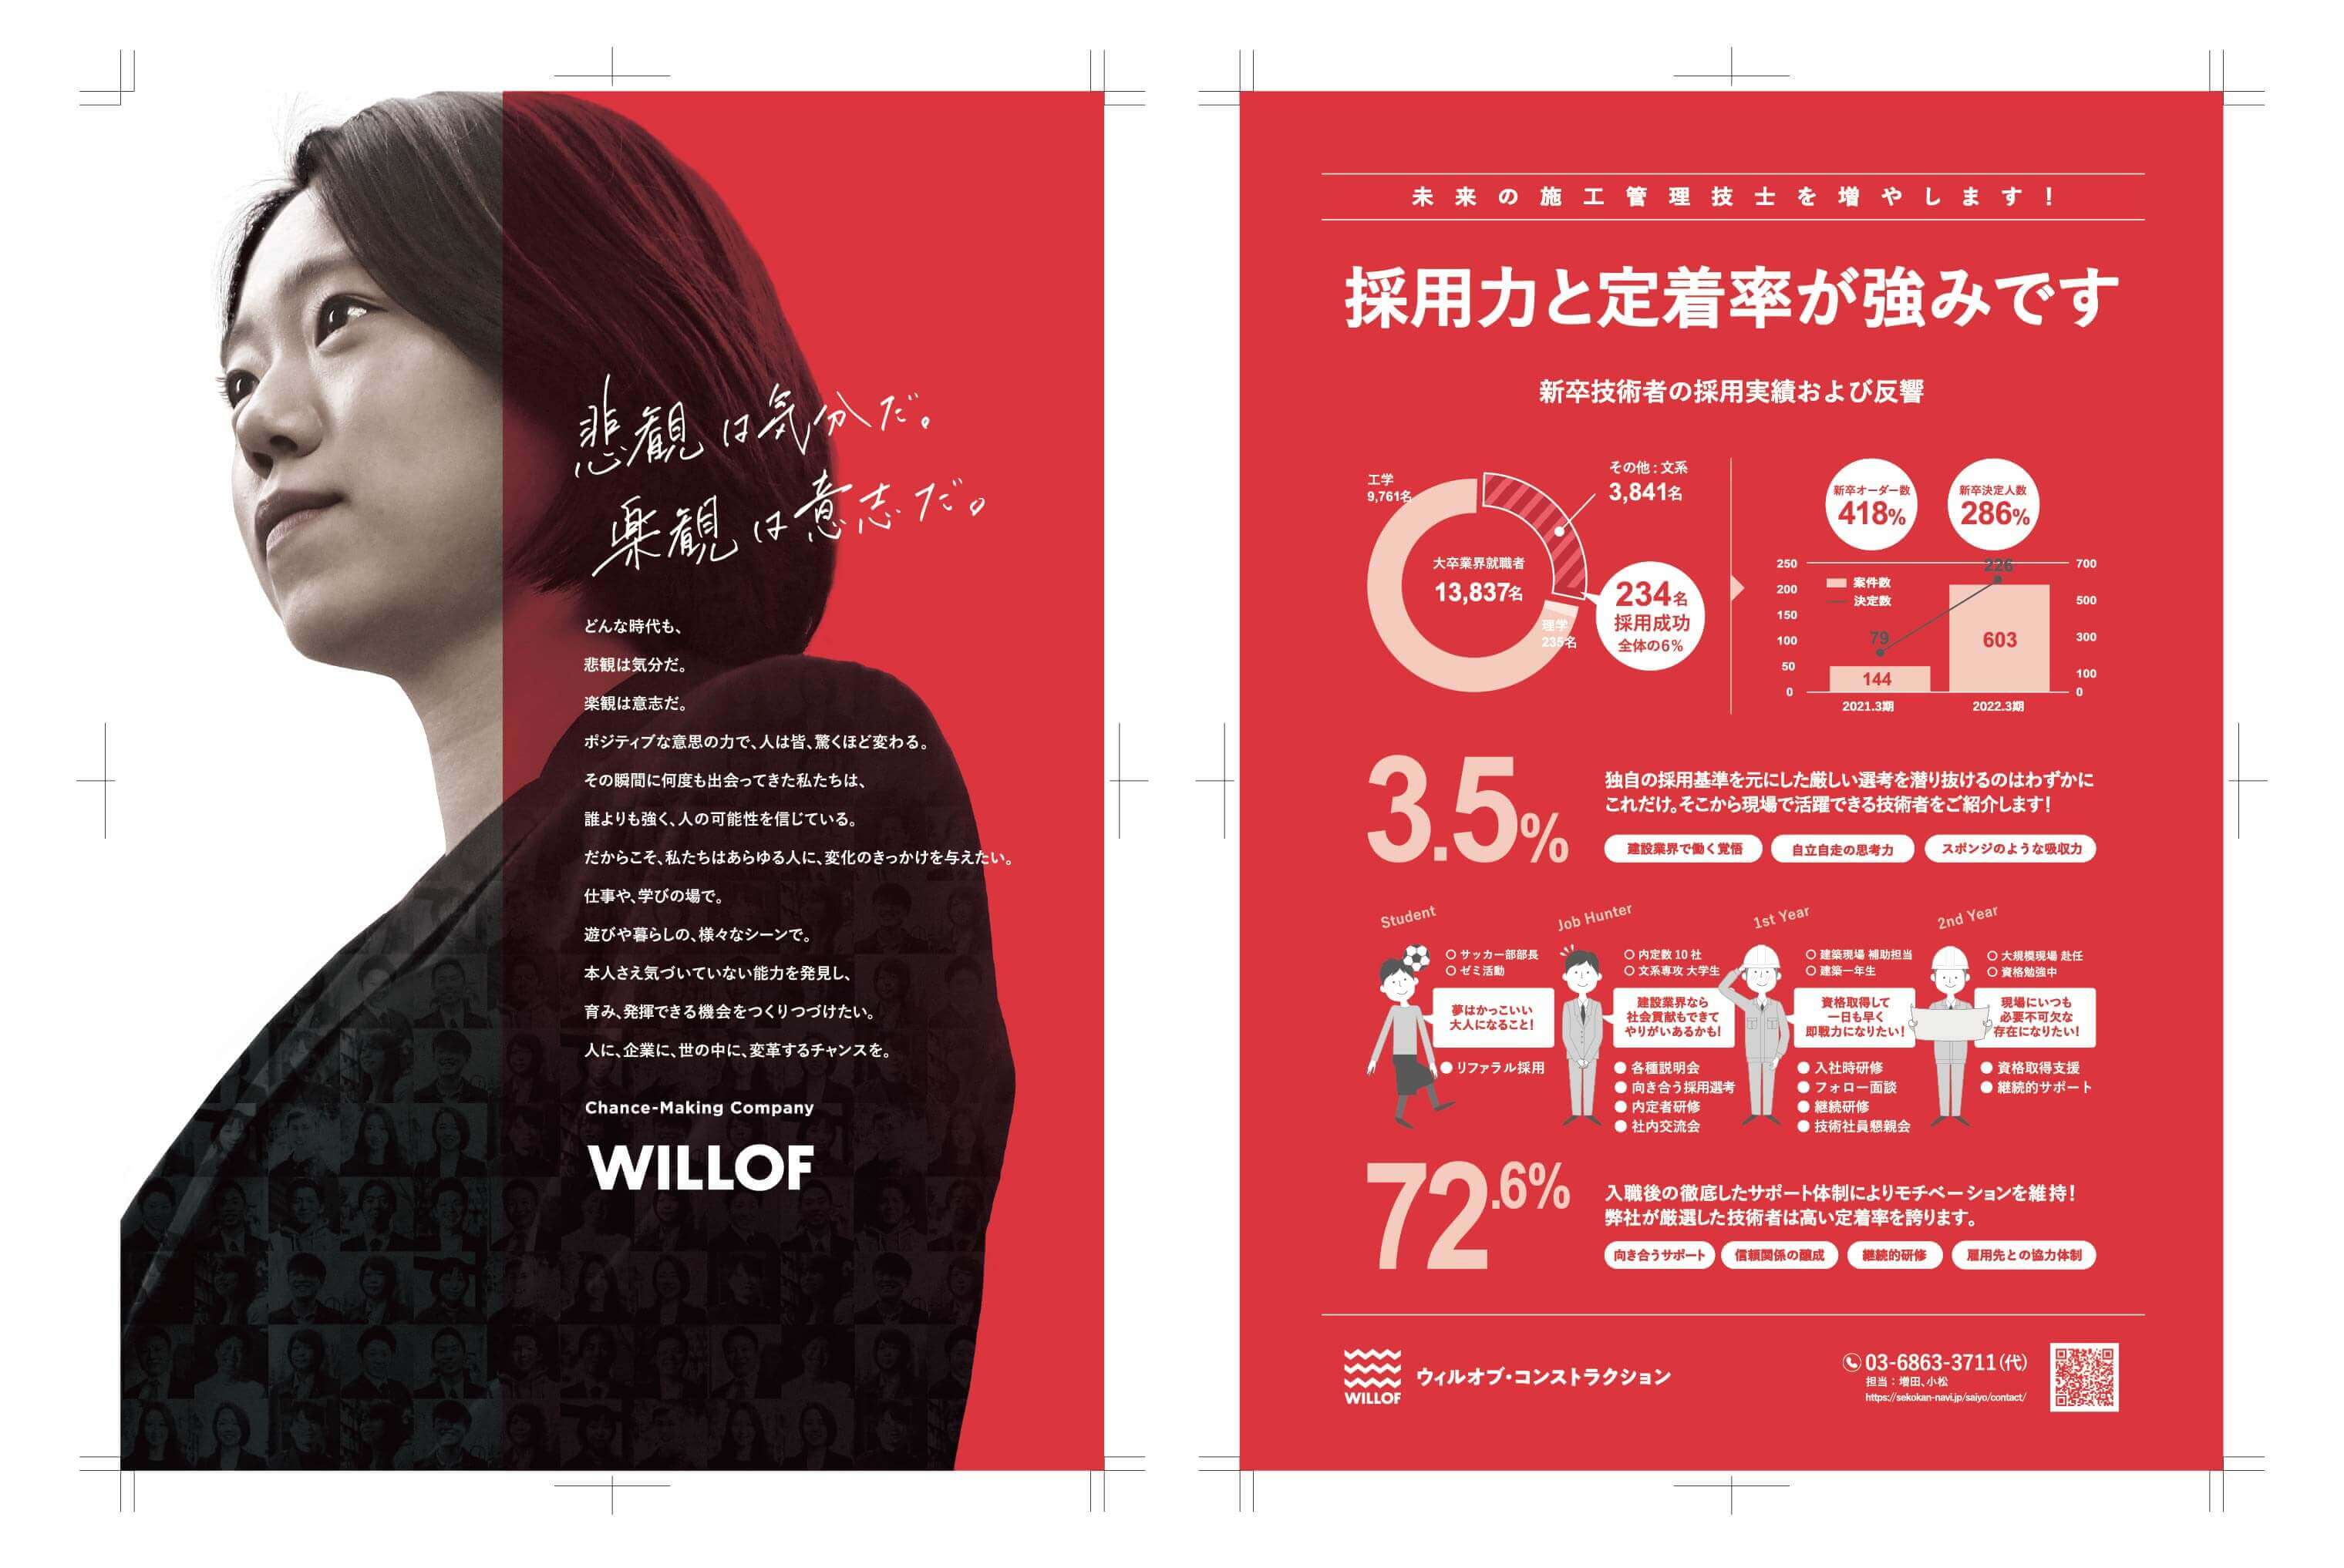 悲観は気分だ。
楽観は意志だ。
どんな時代も、
悲観は気分だ。
楽観は意志だ。
ポジティブな意思の力で、人は皆、驚くほど変わる。
その瞬間に何度も出会ってきた私たちは、
誰よりも強く、人の可能性を信じている。
だからこそ、私たちはあらゆる人に、変化のきっかけを与えたい。
仕事や、学びの場で。
遊びや暮らしの、様々なシーンで。
本人さえ気づいていない能力を発見し、
育み、発揮できる機会をつくりつづけたい。
人に、企業に、世の中に、変革するチャンスを。
Chance-Making Company
WILLOF
未来の施工管理技士を増やします！
採用力と定着率が強みです
新卒技術者の採用実績および反響
工学
9,761名
その他：文系
3,841名
大卒業界就職者
13,837名
理学
235名
234名
採用成功
全体の6%
新卒オーダー数
418%
新卒決定人数
286%
250
200
150
100
50
0
案件数
決定数
79
226
144
603
700
500
300
100
0
2021.3期
2022.3期
3.5%
独自の採用基準を元にした厳しい選考を潜り抜けるのはわずかに
これだけ。そこから現場で活躍できる技術者をご紹介します！
建設業界で働く覚悟
自立自走の思考力
スポンジのような吸収力
Student
○ サッカー部部長
○ ゼミ活動
夢はかっこいい
大人になること！
● リファラル採用
Job Hunter
○ 内定数 10 社
○ 文系専攻 大学生
建設業界なら
社会貢献もできて
やりがいあるかも！
● 各種説明会
● 向き合う採用選考
● 内定者研修
● 社内交流会
1st Year
○ 建築現場 補助担当
○ 建築一年生
資格取得して
一日も早く
即戦力になりたい！
● 入社時研修
● フォロー面談
● 継続研修
● 技術社員懇親会
2nd Year
○ 大規模現場 赴任
○ 資格勉強中
現場にいつも
必要不可欠な
存在になりたい！
● 資格取得支援
● 継続的サポート
72.6%
入職後の徹底したサポート体制によりモチベーションを維持！
弊社が厳選した技術者は高い定着率を誇ります。
向き合うサポート
信頼関係の醸成
継続的研修
雇用先との協力体制
WILLOF
ウィルオブ・コンストラクション
03-6863-3711(代)
担当：増田、小松
https://sekokan-navi.jp/saiyo/contact/